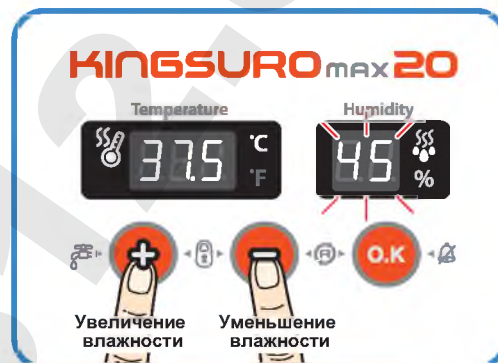 KINGSURO MAX 20
Temperature Humidity
37.5 °C °F 45 %
+ − O.K
Увеличение влажности
Уменьшение влажности